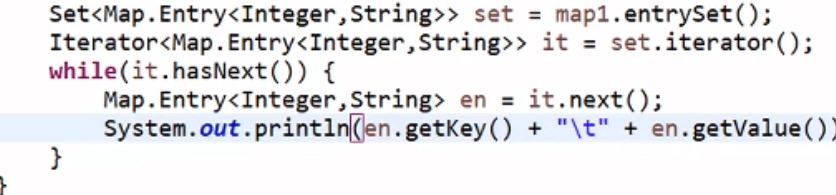 Set<Map.Entry<Integer,String>> set = map1.entrySet();
Iterator<Map.Entry<Integer,String>> it = set.iterator();
while(it.hasNext()) {
Map.Entry<Integer,String> en = it.next();
System.out.println(en.getKey() + "\t" + en.getValue())
}
}